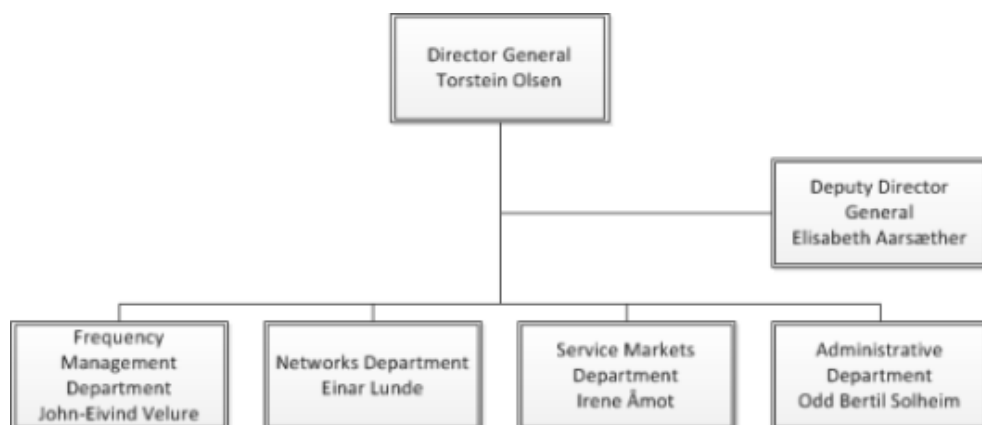 Director General
Torstein Olsen
Deputy Director
General
Elisabeth Aarsæther
Frequency
Management
Department
John-Eivind Velure
Networks Department
Einar Lunde
Service Markets
Department
Irene Åmot
Administrative
Department
Odd Bertil Solheim